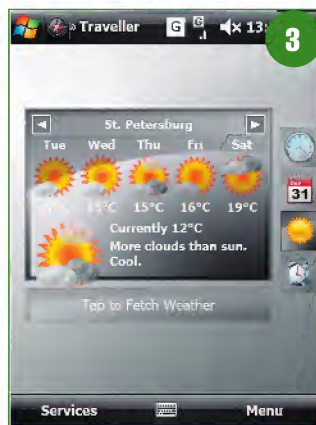 Traveller G G 13:
3
St. Petersburg
Tue Wed Thu Fri Sat
15°C 15°C 16°C 19°C
Currently 12°C
More clouds than sun.
Cool.
31
Tap to Fetch Weather
Services Menu